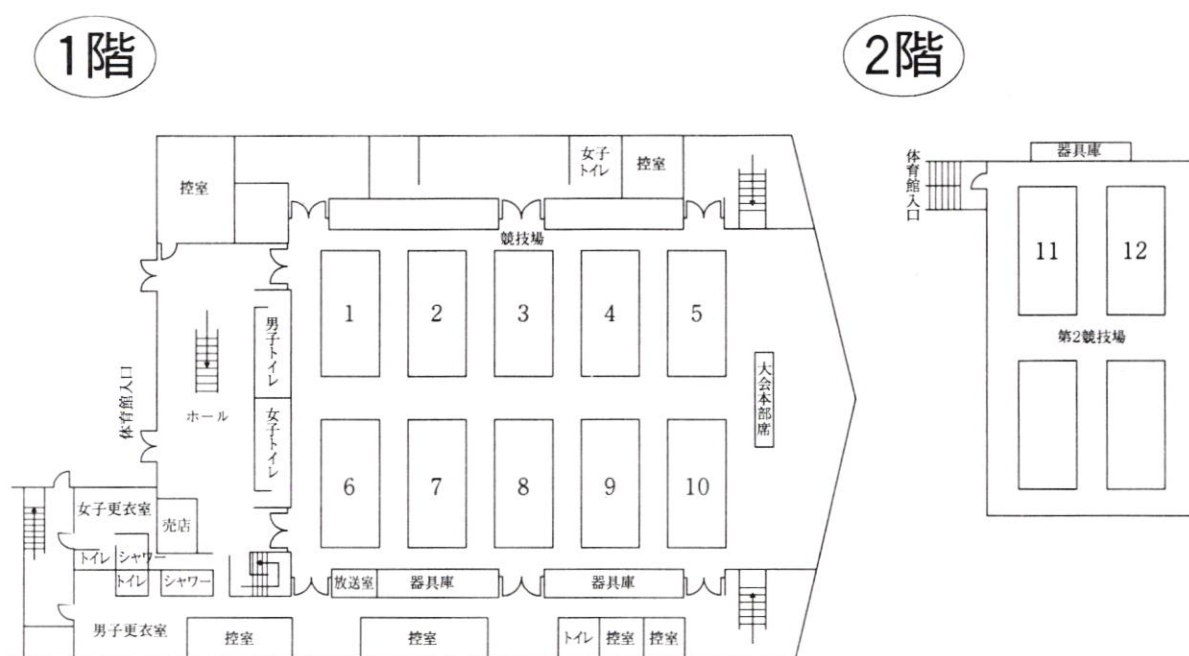 1階
2階
控室
女子
トイレ
控室
競技場
1
2
3
4
5
男子トイレ
女子トイレ
体育館入口
ホール
大会本部席
6
7
8
9
10
女子更衣室
売店
トイレ
シャワー
トイレ
シャワー
放送室
器具庫
器具庫
男子更衣室
控室
控室
トイレ
控室
控室
体育館入口
器具庫
11
12
第2競技場